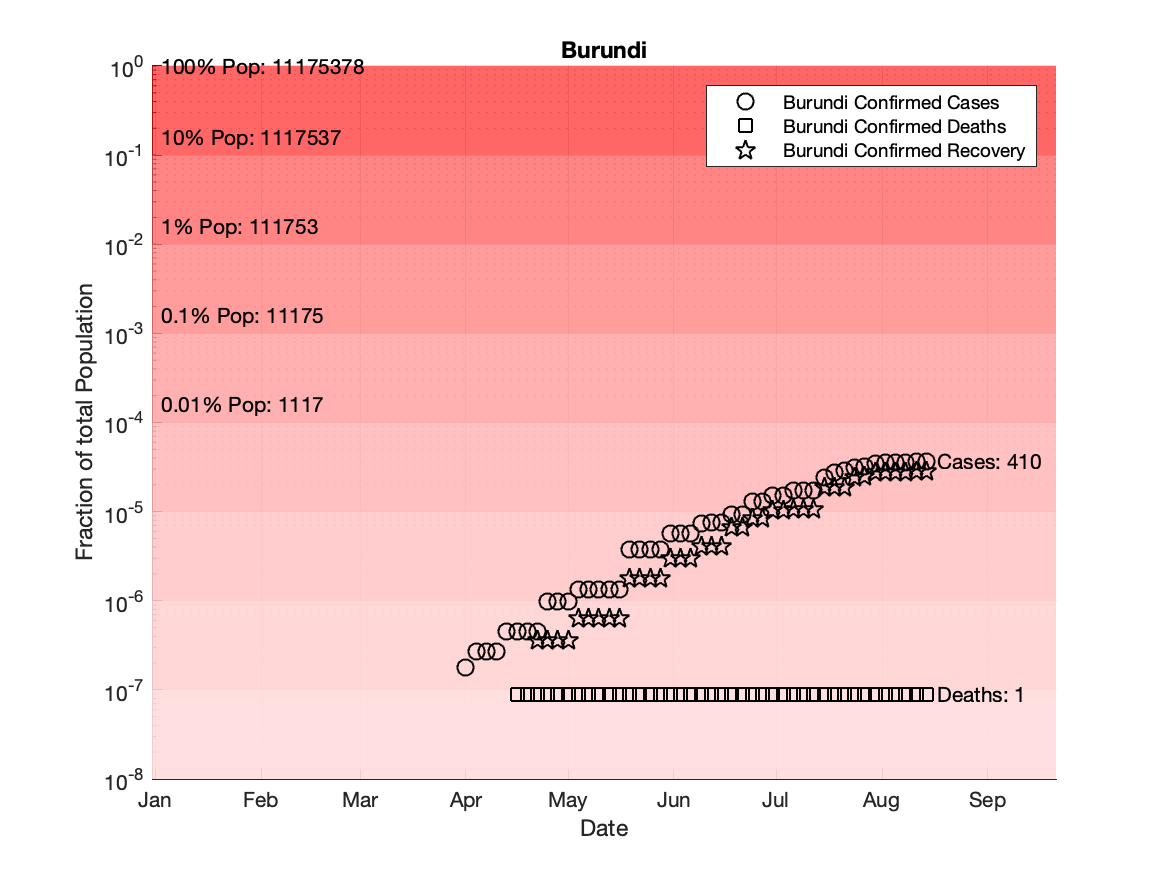 Burundi
10^0
100% Pop: 11175378
Burundi Confirmed Cases
Burundi Confirmed Deaths
Burundi Confirmed Recovery
10% Pop: 1117537
10^-1
1% Pop: 111753
10^-2
0.1% Pop: 11175
10^-3
0.01% Pop: 1117
10^-4
Cases: 410
10^-5
10^-6
10^-7
Deaths: 1
10^-8
Fraction of total Population
Jan Feb Mar Apr May Jun Jul Aug Sep
Date